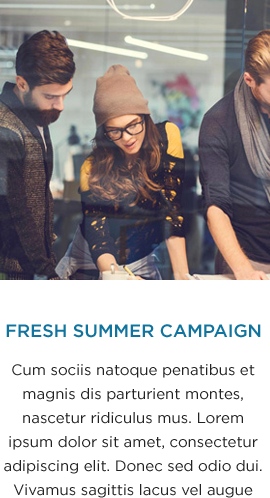 FRESH SUMMER CAMPAIGN
Cum sociis natoque penatibus et
magnis dis parturient montes,
nascetur ridiculus mus. Lorem
ipsum dolor sit amet, consectetur
adipiscing elit. Donec sed odio dui.
Vivamus sagittis lacus vel augue